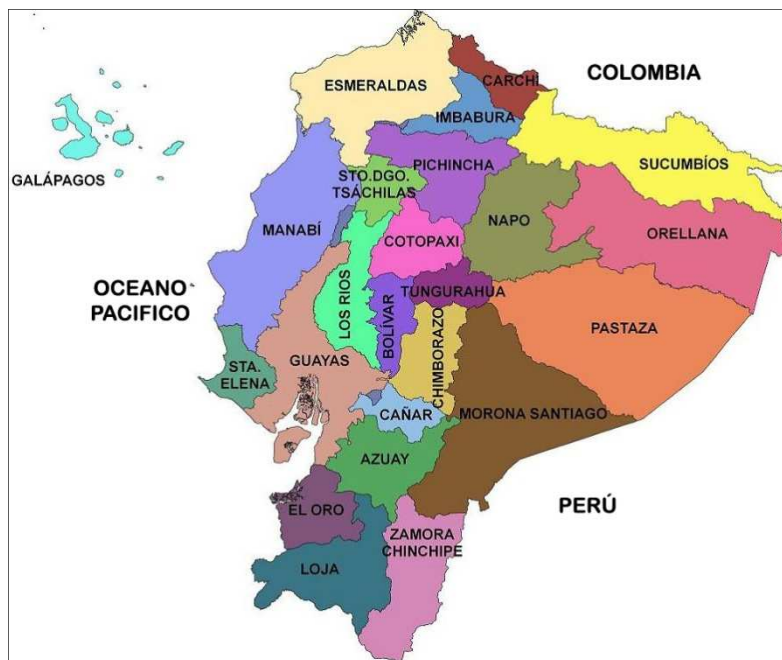 COLOMBIA
CARCHI
ESMERALDAS
IMBABURA
PICHINCHA
SUCUMBÍOS
GALÁPAGOS
STO.DGO.
TSÁCHILAS
NAPO
MANABÍ
COTOPAXI
ORELLANA
OCEANO
PACIFICO
LOS RIOS
TUNGURAHUA
BOLÍVAR
CHIMBORAZO
PASTAZA
STA.
ELENA
GUAYAS
CAÑAR
MORONA SANTIAGO
AZUAY
PERÚ
EL ORO
ZAMORA
CHINCHIPE
LOJA